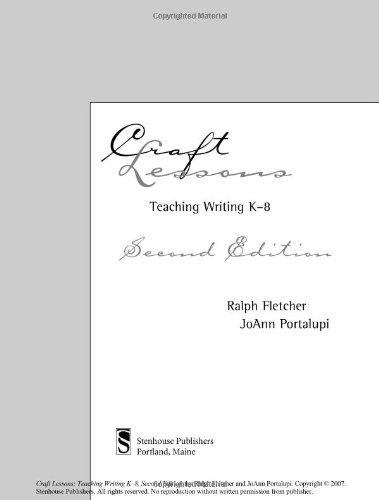 Copyrighted Material
Craft
Lessons
Teaching Writing K–8
Second Edition
Ralph Fletcher
JoAnn Portalupi
Stenhouse Publishers
Portland, Maine
Craft Lessons: Teaching Writing K–8, Second Edition Fletcher and JoAnn Portalupi. Copyright © 2007.
Copyrighted Material
Stenhouse Publishers. All rights reserved. No reproduction without written permission from publisher.